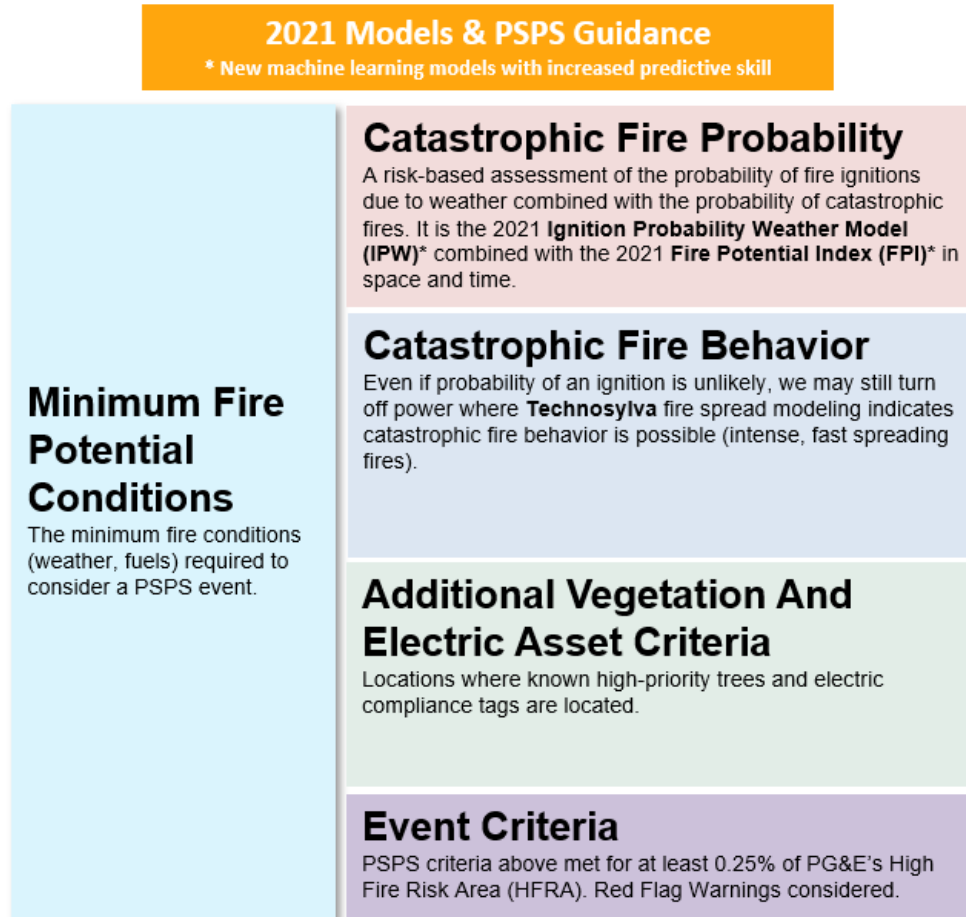 2021 Models & PSPS Guidance
* New machine learning models with increased predictive skill
Minimum Fire
Potential
Conditions
The minimum fire conditions
(weather, fuels) required to
consider a PSPS event.
Catastrophic Fire Probability
A risk-based assessment of the probability of fire ignitions
due to weather combined with the probability of catastrophic
fires. It is the 2021 Ignition Probability Weather Model
(IPW)* combined with the 2021 Fire Potential Index (FPI)* in
space and time.
Catastrophic Fire Behavior
Even if probability of an ignition is unlikely, we may still turn
off power where Technosylva fire spread modeling indicates
catastrophic fire behavior is possible (intense, fast spreading
fires).
Additional Vegetation And
Electric Asset Criteria
Locations where known high-priority trees and electric
compliance tags are located.
Event Criteria
PSPS criteria above met for at least 0.25% of PG&E’s High
Fire Risk Area (HFRA). Red Flag Warnings considered.